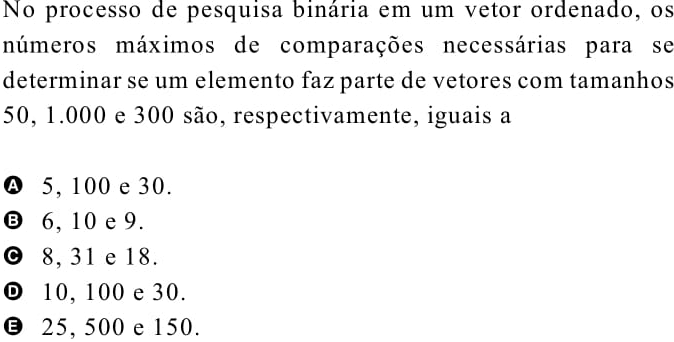 No processo de pesquisa binária em um vetor ordenado, os
números máximos de comparações necessárias para se
determinar se um elemento faz parte de vetores com tamanhos
50, 1.000 e 300 são, respectivamente, iguais a
A 5, 100 e 30.
B 6, 10 e 9.
C 8, 31 e 18.
D 10, 100 e 30.
E 25, 500 e 150.